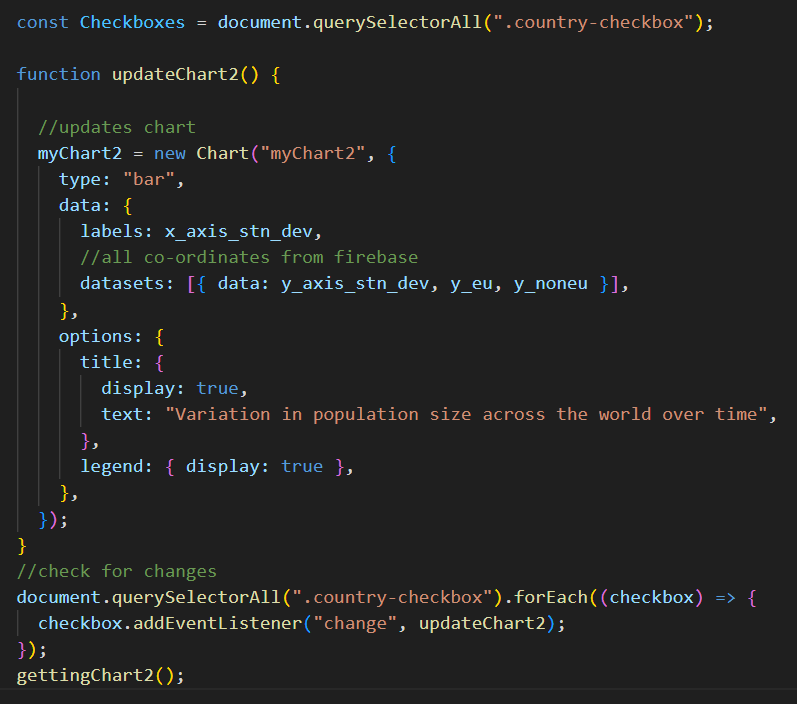 const Checkboxes = document.querySelectorAll(".country-checkbox");
function updateChart2() {
//updates chart
myChart2 = new Chart("myChart2", {
type: "bar",
data: {
labels: x_axis_stn_dev,
//all co-ordinates from firebase
datasets: [{ data: y_axis_stn_dev, y_eu, y_noneu }],
},
options: {
title: {
display: true,
text: "Variation in population size across the world over time",
},
legend: { display: true },
},
});
}
//check for changes
document.querySelectorAll(".country-checkbox").forEach((checkbox) => {
checkbox.addEventListener("change", updateChart2);
});
gettingChart2();